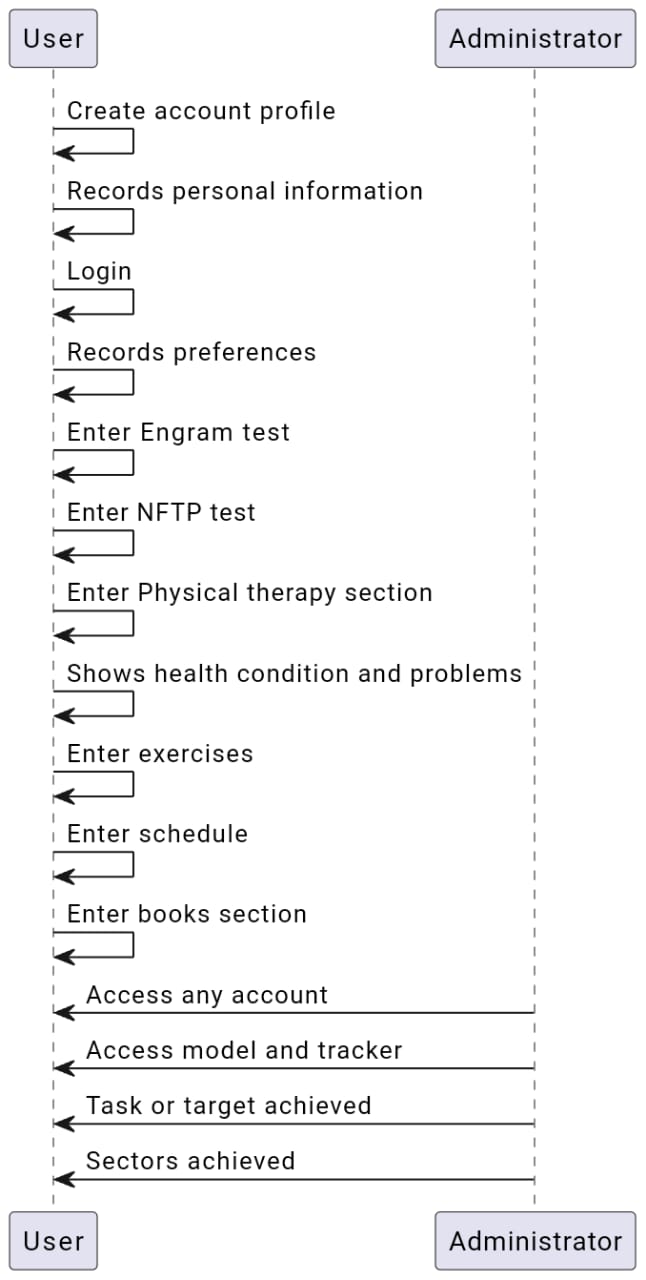 User Administrator
Create account profile
Records personal information
Login
Records preferences
Enter Engram test
Enter NFTP test
Enter Physical therapy section
Shows health condition and problems
Enter exercises
Enter schedule
Enter books section
Access any account
Access model and tracker
Task or target achieved
Sectors achieved
User Administrator